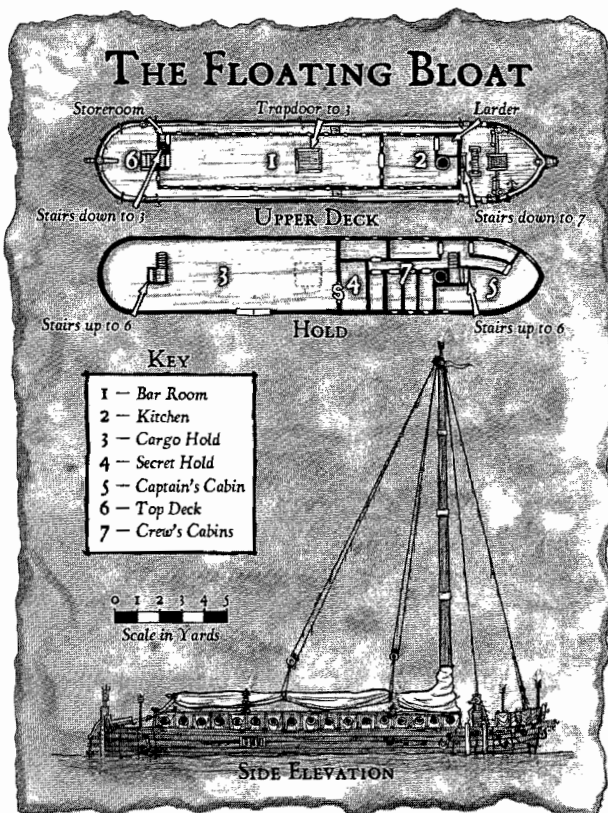 THE FLOATING BLOAT
Storeroom
Trapdoor to 3
Larder
6
1
2
Stairs down to 3
UPPER DECK
Stairs down to 7
3
S
4
7
5
Stairs up to 6
HOLD
Stairs up to 6
KEY
1 — Bar Room
2 — Kitchen
3 — Cargo Hold
4 — Secret Hold
5 — Captain's Cabin
6 — Top Deck
7 — Crew's Cabins
0 1 2 3 4 5
Scale in Yards
SIDE ELEVATION